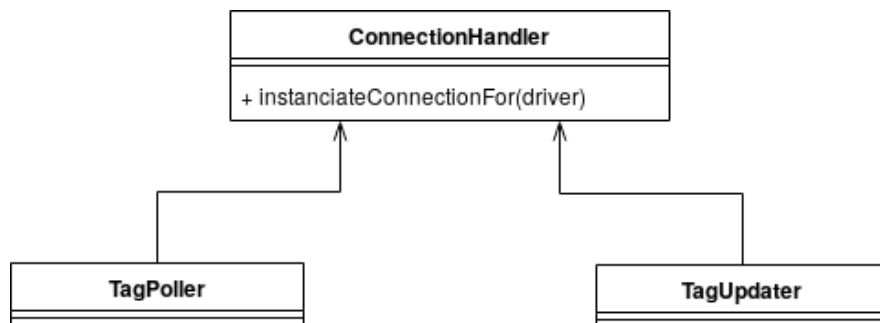 ConnectionHandler
+ instanciateConnectionFor(driver)
TagPoller
TagUpdater